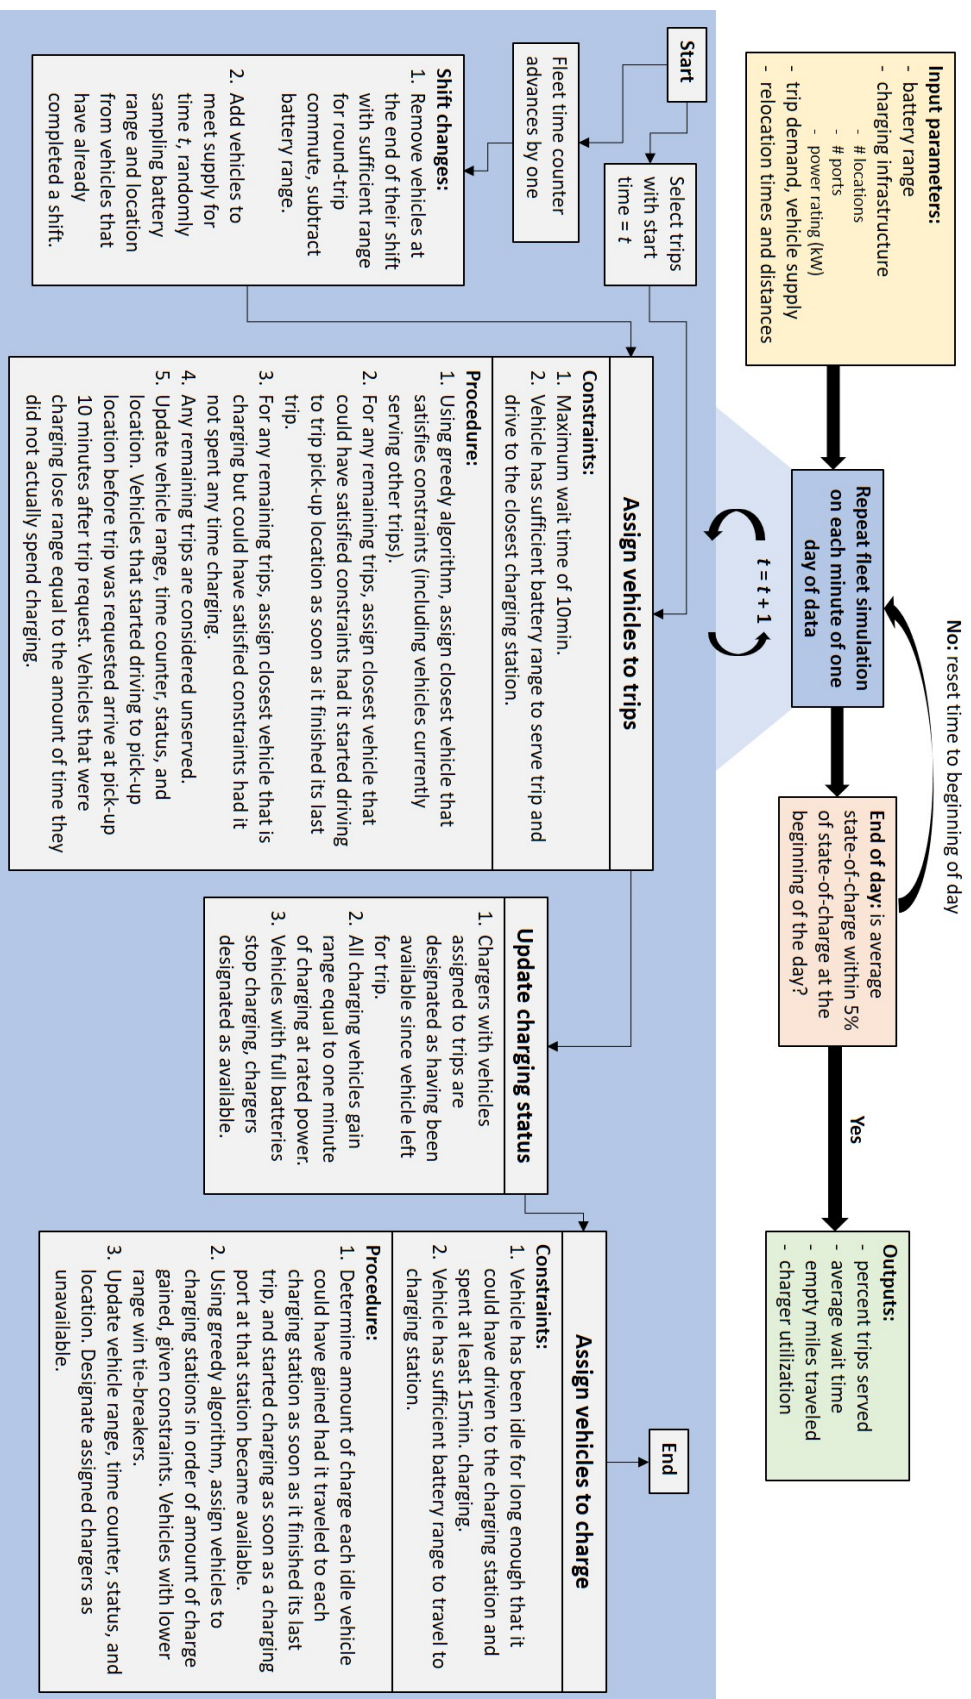 Input parameters:
- battery range
- charging infrastructure
- # locations
- # ports
- power rating (kW)
- trip demand, vehicle supply
- relocation times and distances
Repeat fleet simulation
on each minute of one
day of data
No: reset time to beginning of day
End of day: is average
state-of-charge within 5%
of state-of-charge at the
beginning of the day?
Yes
Outputs:
- percent trips served
- average wait time
- empty miles traveled
- charger utilization
t = t + 1
Start
Select trips
with start
time = t
Fleet time counter
advances by one
Shift changes:
1. Remove vehicles at
the end of their shift
with sufficient range
for round-trip
commute, subtract
battery range.
2. Add vehicles to
meet supply for
time t, randomly
sampling battery
range and location
from vehicles that
have already
completed a shift.
Assign vehicles to trips
Constraints:
1. Maximum wait time of 10min.
2. Vehicle has sufficient battery range to serve trip and
drive to the closest charging station.
Procedure:
1. Using greedy algorithm, assign closest vehicle that
satisfies constraints (including vehicles currently
serving other trips).
2. For any remaining trips, assign closest vehicle that
could have satisfied constraints had it started driving
to trip pick-up location as soon as it finished its last
trip.
3. For any remaining trips, assign closest vehicle that is
charging but could have satisfied constraints had it
not spent any time charging.
4. Any remaining trips are considered unserved.
5. Update vehicle range, time counter, status, and
location. Vehicles that started driving to pick-up
location before trip was requested arrive at pick-up
10 minutes after trip request. Vehicles that were
charging lose range equal to the amount of time they
did not actually spend charging.
Update charging status
1. Chargers with vehicles
assigned to trips are
designated as having been
available since vehicle left
for trip.
2. All charging vehicles gain
range equal to one minute
of charging at rated power.
3. Vehicles with full batteries
stop charging, chargers
designated as available.
Assign vehicles to charge
Constraints:
1. Vehicle has been idle for long enough that it
could have driven to the charging station and
spent at least 15min. charging.
2. Vehicle has sufficient battery range to travel to
charging station.
Procedure:
1. Determine amount of charge each idle vehicle
could have gained had it traveled to each
charging station as soon as it finished its last
trip, and started charging as soon as a charging
port at that station became available.
2. Using greedy algorithm, assign vehicles to
charging stations in order of amount of charge
gained, given constraints. Vehicles with lower
range win tie-breakers.
3. Update vehicle range, time counter, status, and
location. Designate assigned chargers as
unavailable.
End